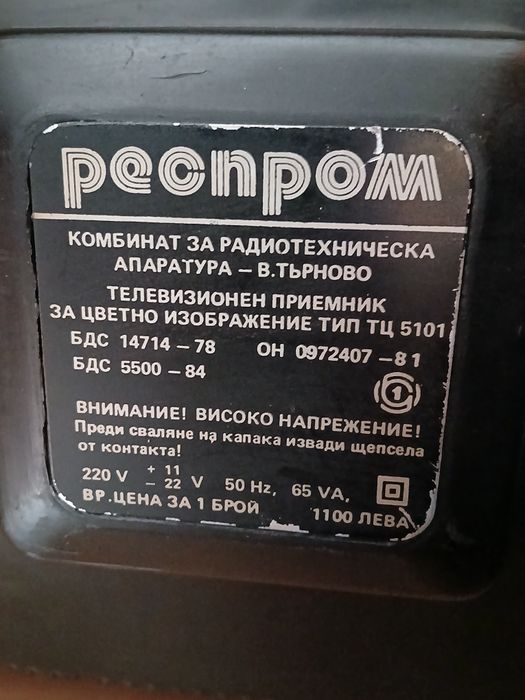 респром
КОМБИНАТ ЗА РАДИОТЕХНИЧЕСКА
АПАРАТУРА – В.ТЪРНОВО
ТЕЛЕВИЗИОНЕН ПРИЕМНИК
ЗА ЦВЕТНО ИЗОБРАЖЕНИЕ ТИП ТЦ 5101
БДС 14714 – 78 ОН 0972407 – 81
БДС 5500 – 84
1
ВНИМАНИЕ! ВИСОКО НАПРЕЖЕНИЕ!
Преди сваляне на капака извади щепсела
от контакта!
220 V + 11 – 22 V 50 Hz, 65 VA,
ВР. ЦЕНА ЗА 1 БРОЙ 1100 ЛЕВА